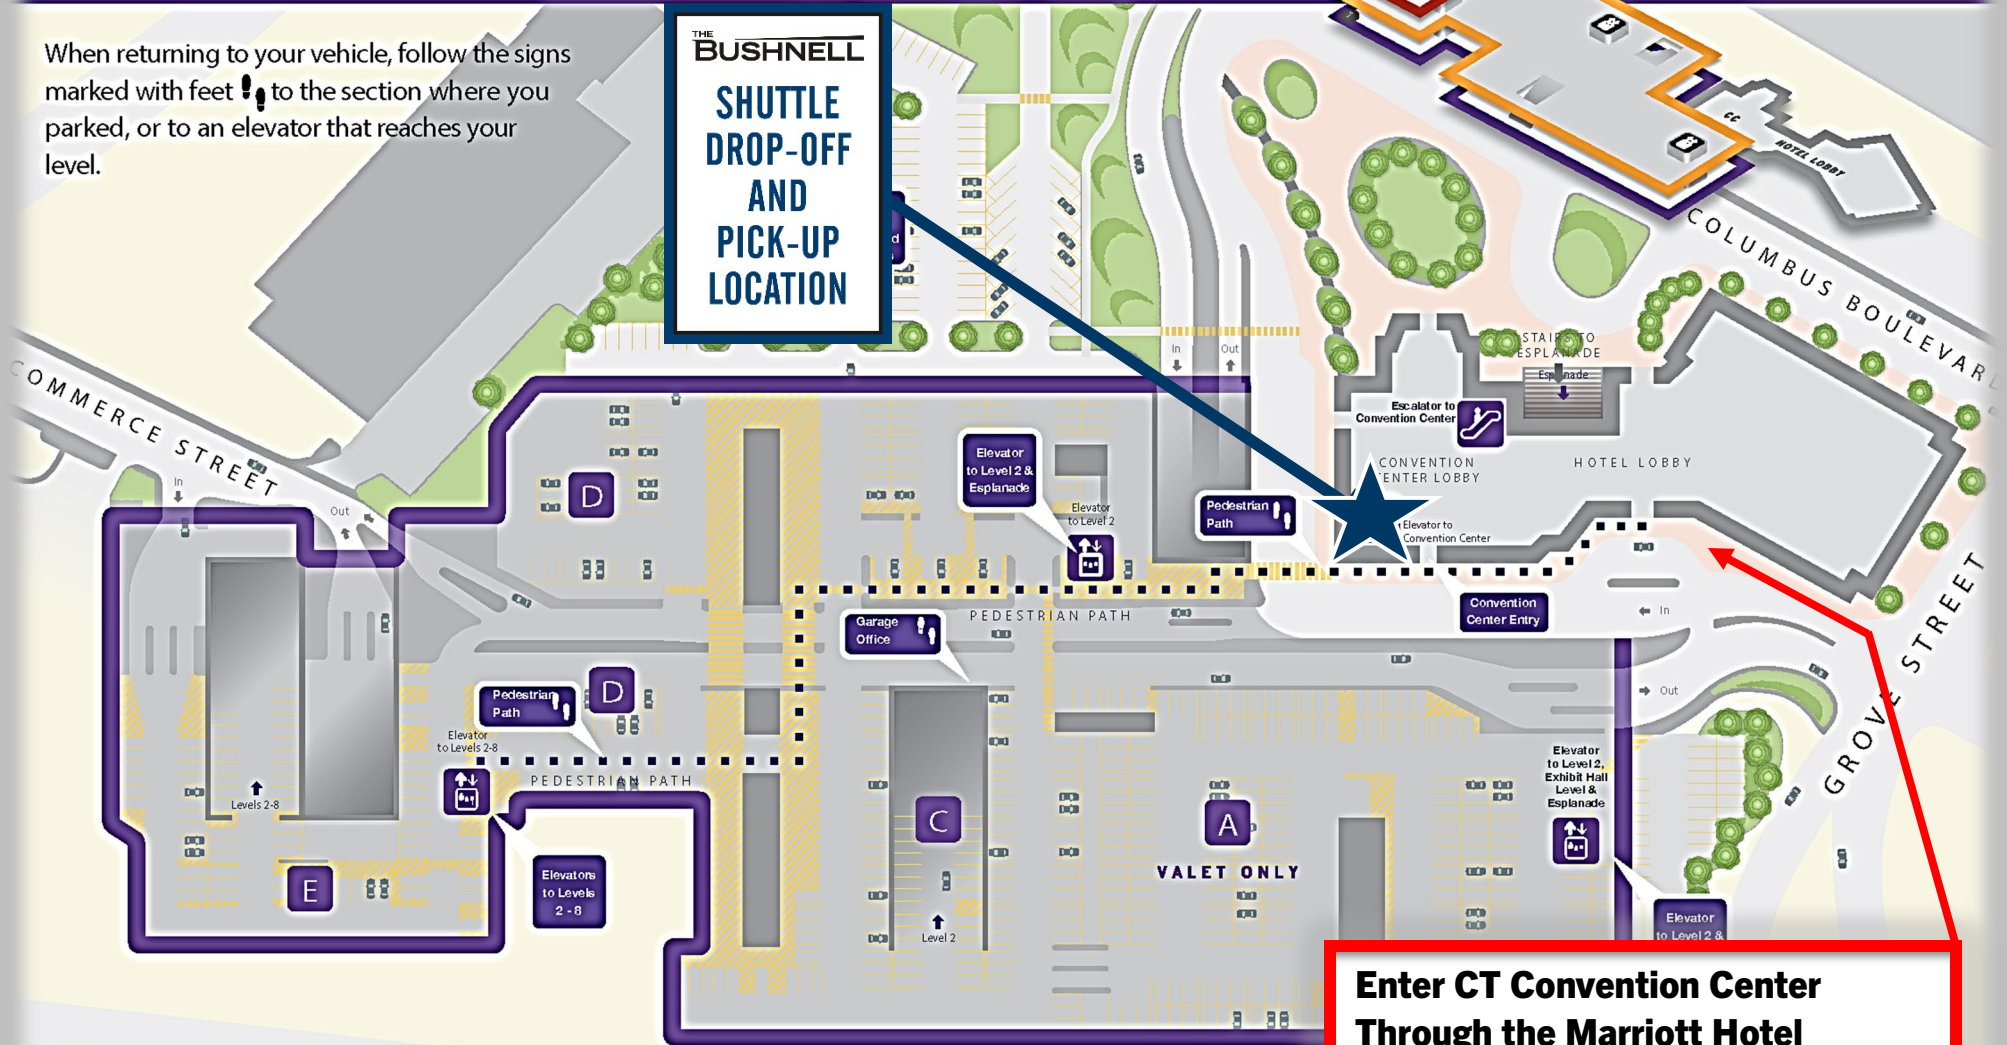 When returning to your vehicle, follow the signs
marked with feet to the section where you
parked, or to an elevator that reaches your
level.
THE
BUSHNELL
SHUTTLE
DROP-OFF
AND
PICK-UP
LOCATION
CC
HOTEL LOBBY
COLUMBUS BOULEVARD
STAIRS TO
ESPLANADE
Esplanade
In
Out
Escalator to
Convention Center
CONVENTION
CENTER LOBBY
HOTEL LOBBY
COMMERCE STREET
In
Out
D
Elevator
to Level 2 &
Esplanade
Elevator
to Level 2
Pedestrian
Path
Elevator to
Convention Center
Convention
Center Entry
In
Out
GROVE STREET
PEDESTRIAN PATH
Garage
Office
D
Pedestrian
Path
Elevator
to Levels 2-8
PEDESTRIAN PATH
Levels 2-8
E
Elevators
to Levels
2 - 8
C
Level 2
A
VALET ONLY
Elevator
to Level 2,
Exhibit Hall
Level &
Esplanade
Elevator
to Level 2 &
Enter CT Convention Center
Through the Marriott Hotel